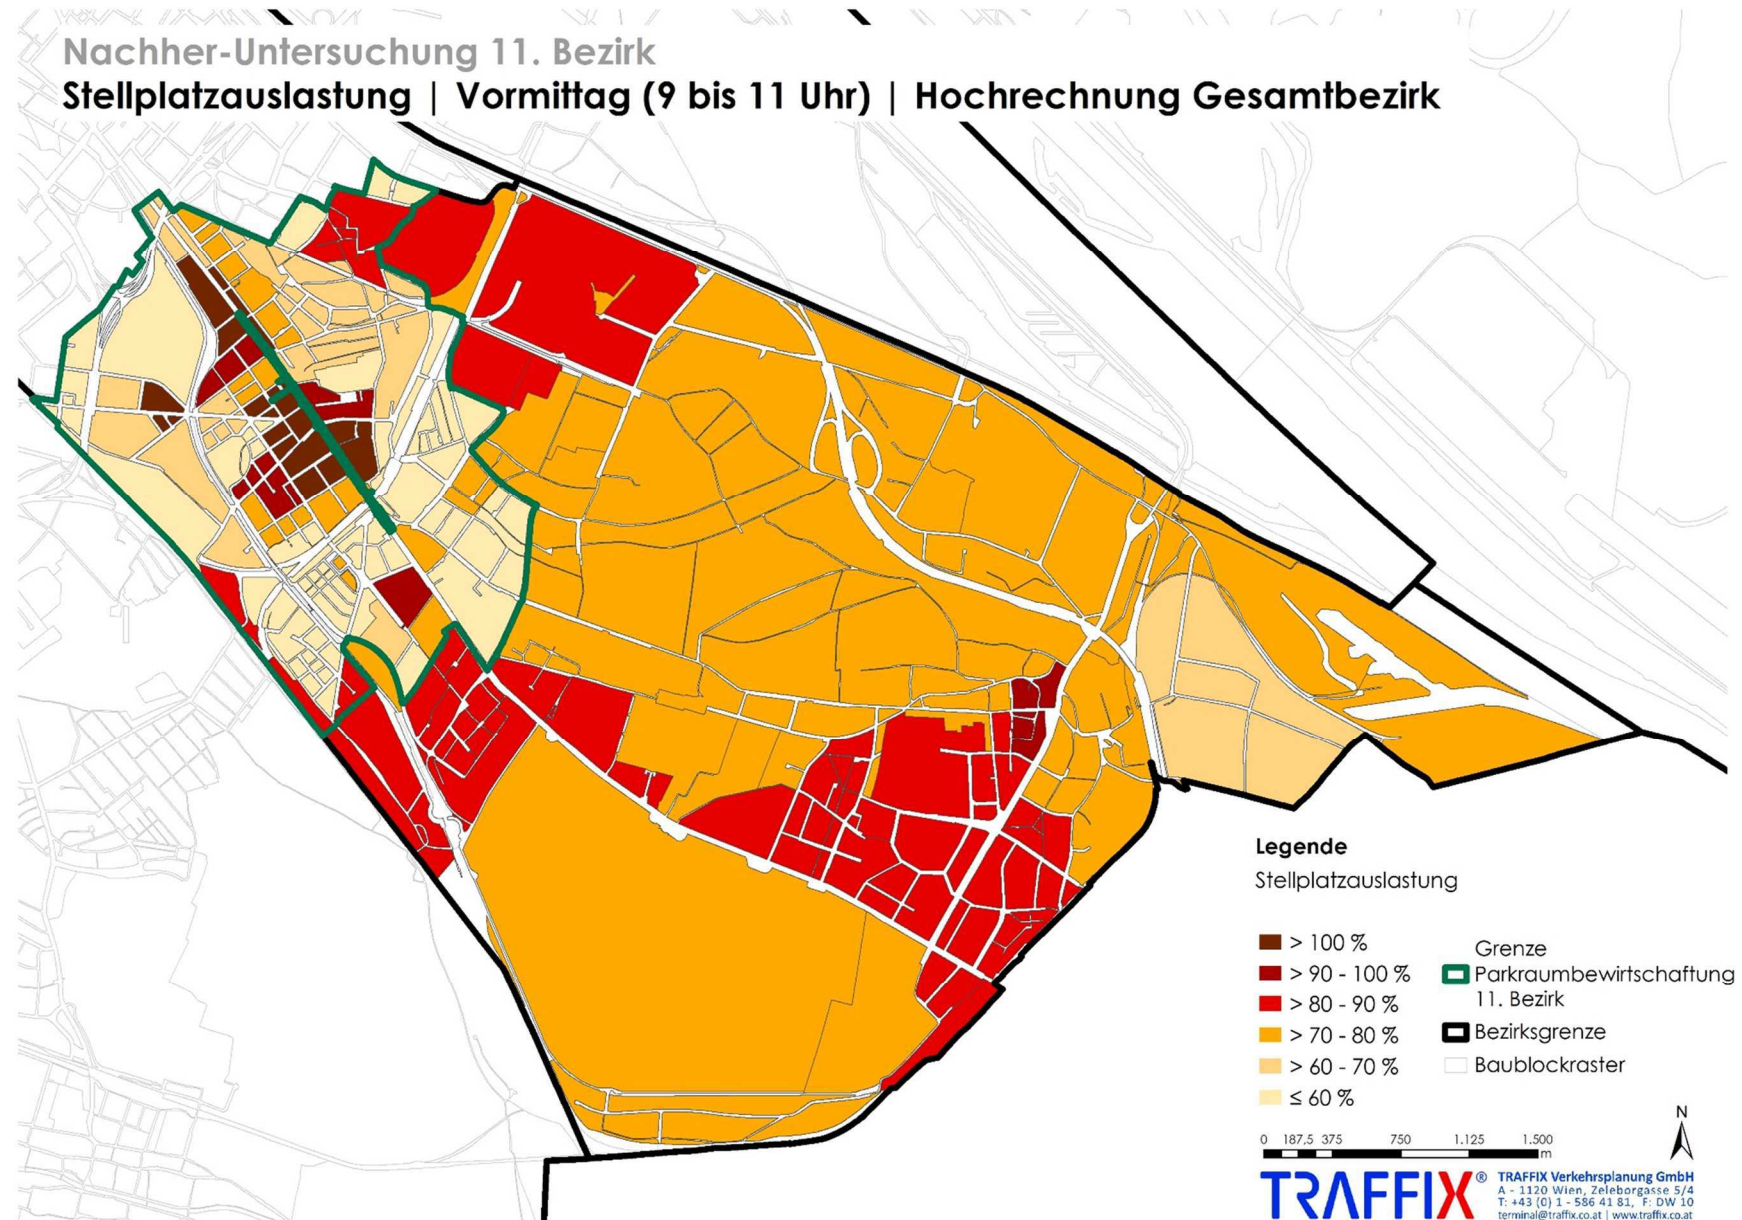 Nachher-Untersuchung 11. Bezirk
Stellplatzauslastung | Vormittag (9 bis 11 Uhr) | Hochrechnung Gesamtbezirk
Legende
Stellplatzauslastung
> 100 %
> 90 - 100 %
> 80 - 90 %
> 70 - 80 %
> 60 - 70 %
≤ 60 %
Grenze
Parkraumbewirtschaftung
11. Bezirk
Bezirksgrenze
Baublockraster
N
0 187,5 375 750 1.125 1.500
m
TRAFFIX®
TRAFFIX Verkehrsplanung GmbH
A - 1120 Wien, Zeleborgasse 5/4
T: +43 (0) 1 - 586 41 81, F: DW 10
terminal@traffix.co.at | www.traffix.co.at